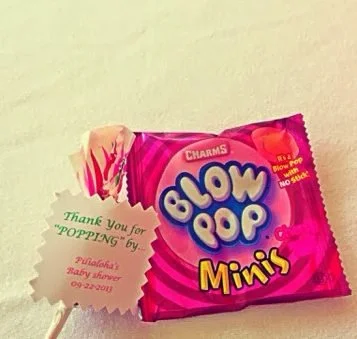 CHARMS
BLOW
POP
Minis
It's a
Blow Pop
with
NO Stick!
Thank You for
"POPPING" by...
Piilaloha's
Baby shower
09-22-2013